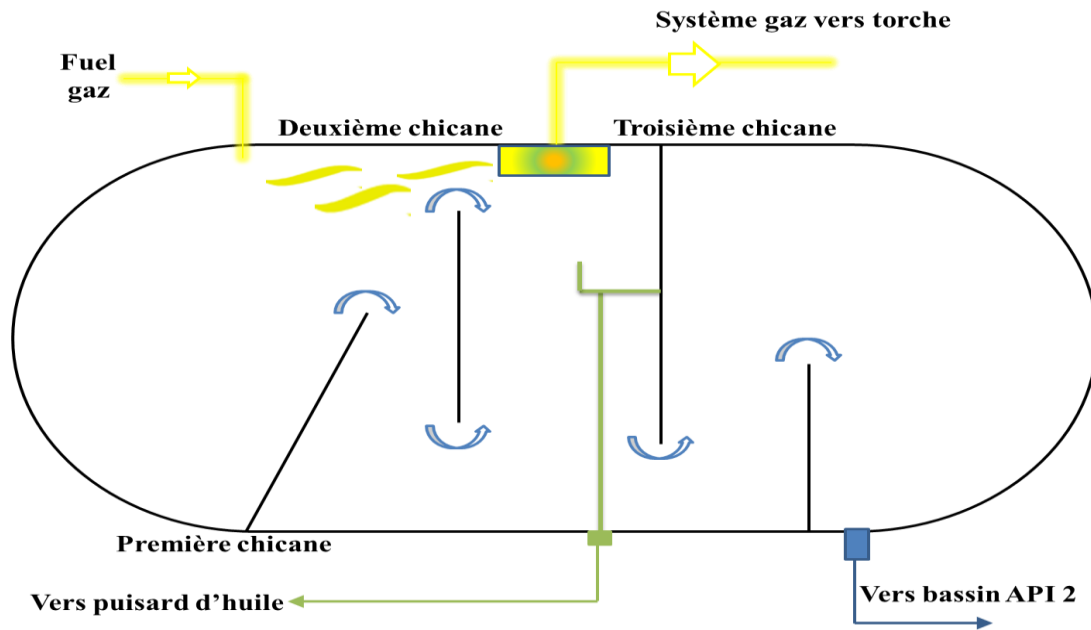 Système gaz vers torche
Fuel
gaz
Deuxième chicane
Troisième chicane
Première chicane
Vers puisard d’huile
Vers bassin API 2